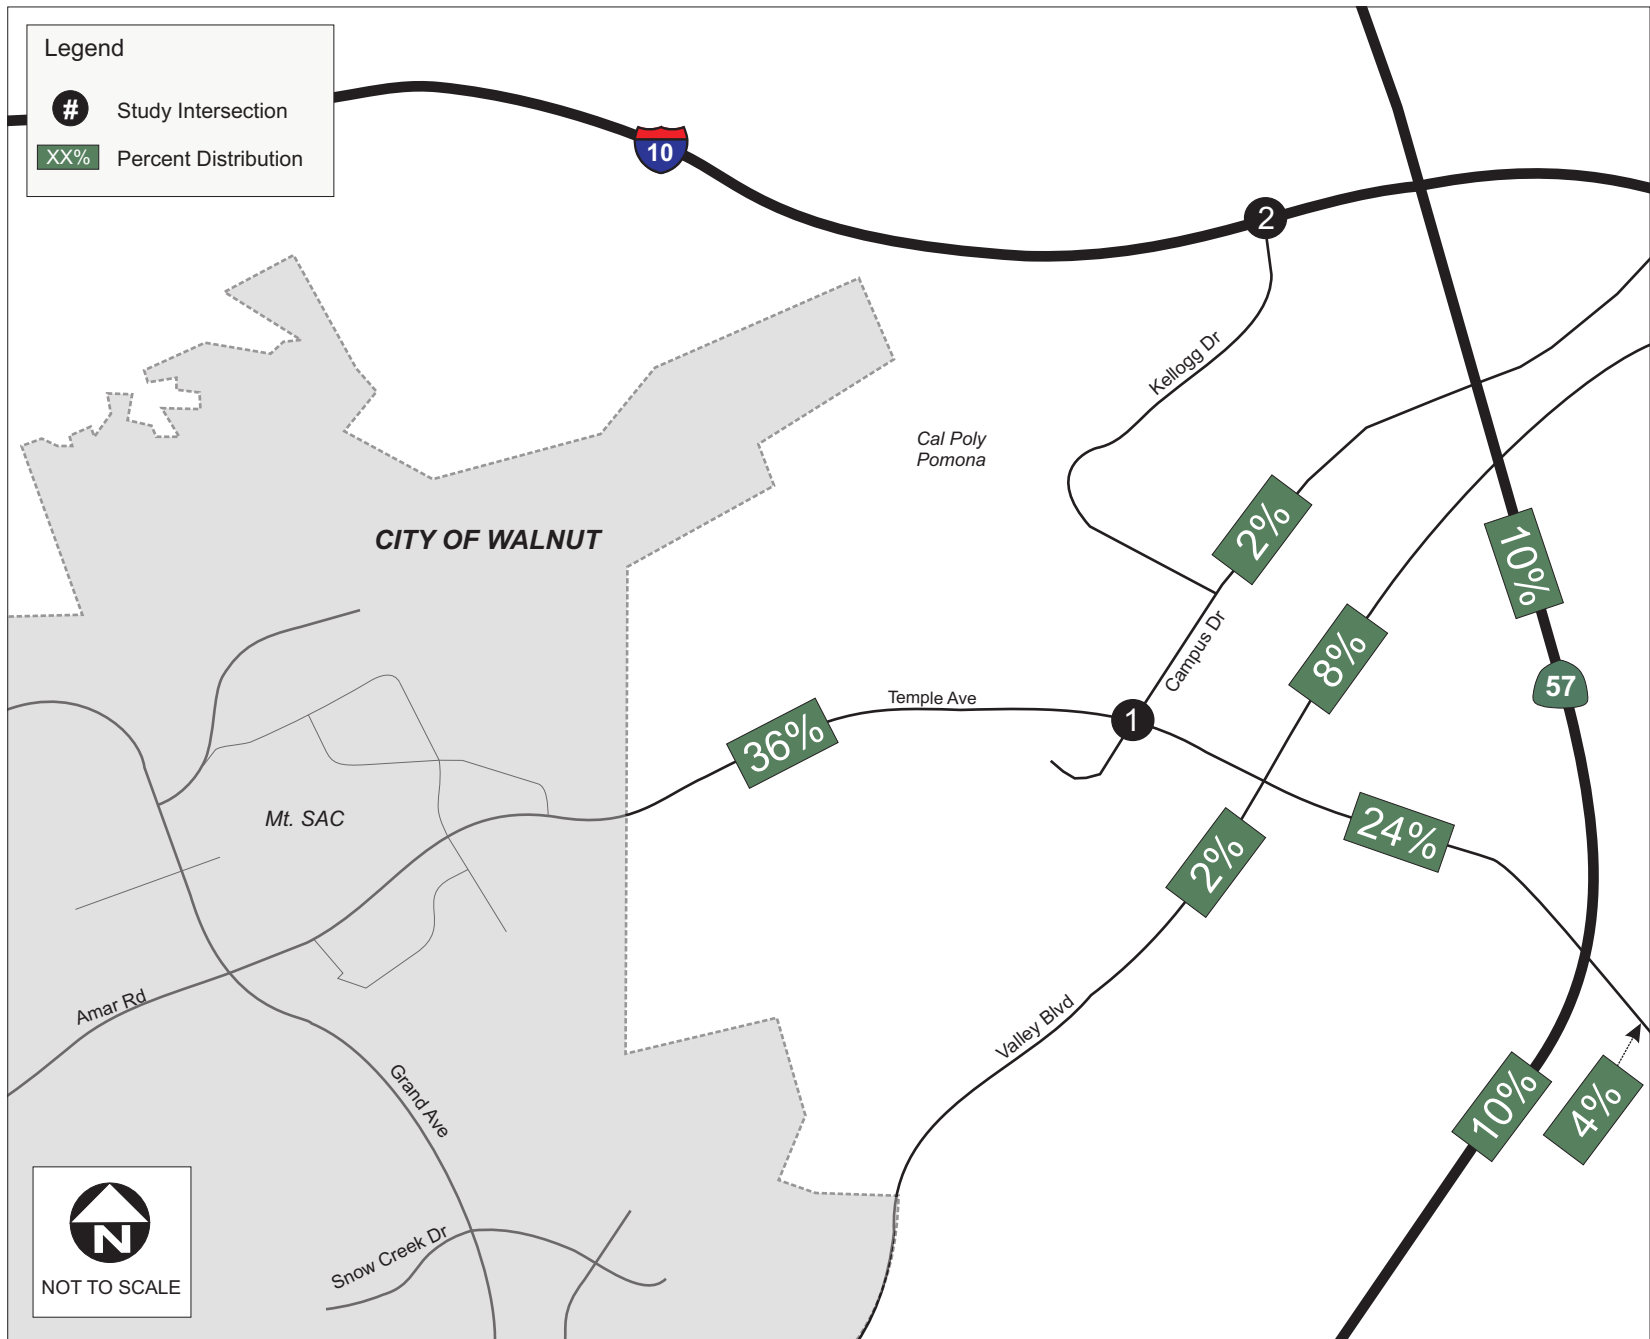 Legend
# Study Intersection
XX% Percent Distribution
10
2
Kellogg Dr
Cal Poly
Pomona
CITY OF WALNUT
2%
10%
Campus Dr
8%
57
Temple Ave
1
36%
Mt. SAC
24%
2%
Amar Rd
Valley Blvd
Grand Ave
10%
4%
Snow Creek Dr
N
NOT TO SCALE